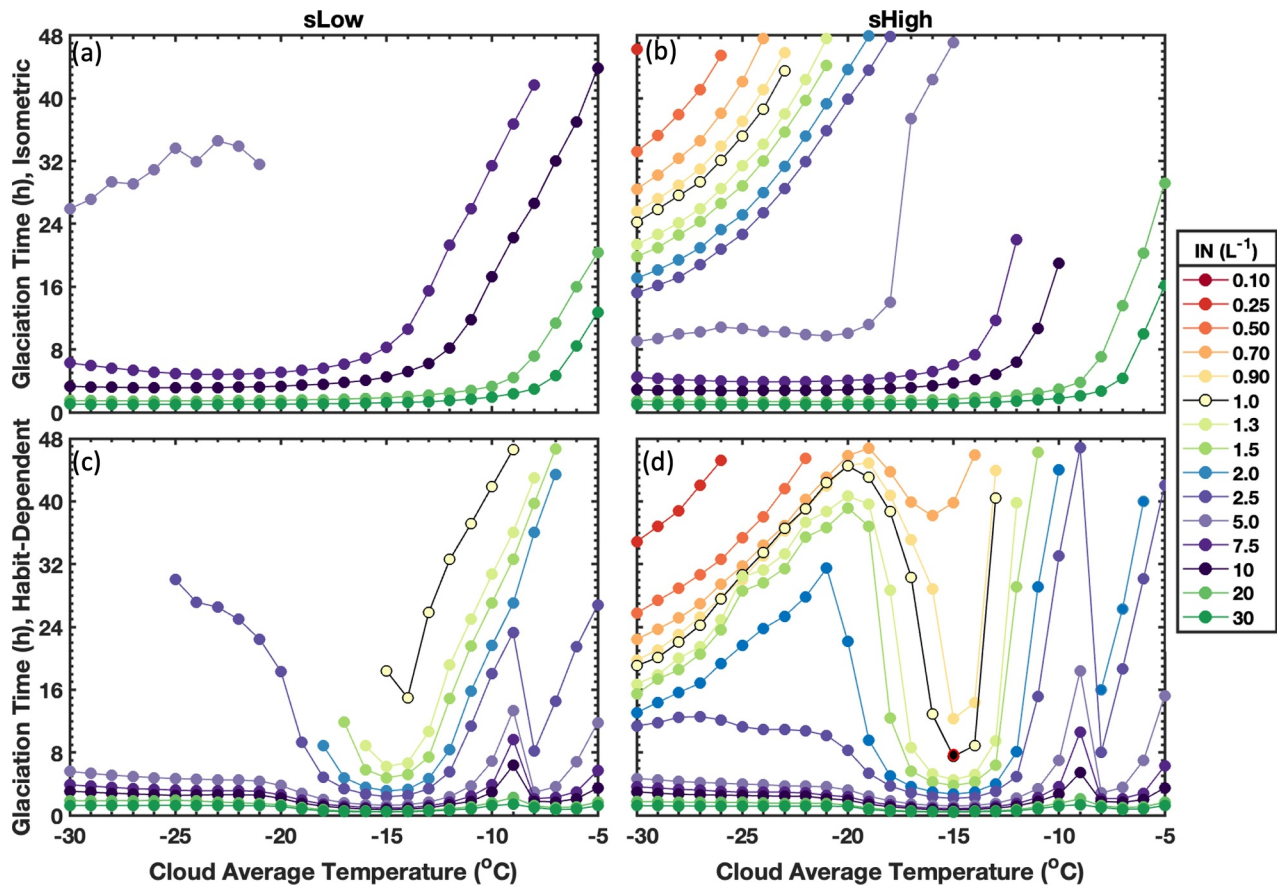 sLow
sHigh
Glaciation Time (h), Isometric
48
40
32
24
16
8
0
(a)
(b)
Glaciation Time (h), Habit-Dependent
48
40
32
24
16
8
0
(c)
(d)
-30 -25 -20 -15 -10 -5
-30 -25 -20 -15 -10 -5
Cloud Average Temperature (°C)
Cloud Average Temperature (°C)
IN (L⁻¹)
0.10
0.25
0.50
0.70
0.90
1.0
1.3
1.5
2.0
2.5
5.0
7.5
10
20
30